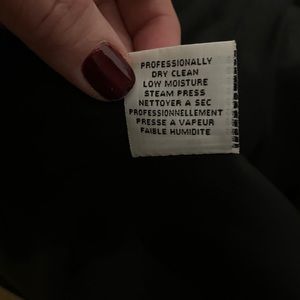 PROFESSIONALLY
DRY CLEAN
LOW MOISTURE
STEAM PRESS
NETTOYER A SEC
PROFESSIONNELLEMENT
PRESSE A VAPEUR
FAIBLE HUMIDITE